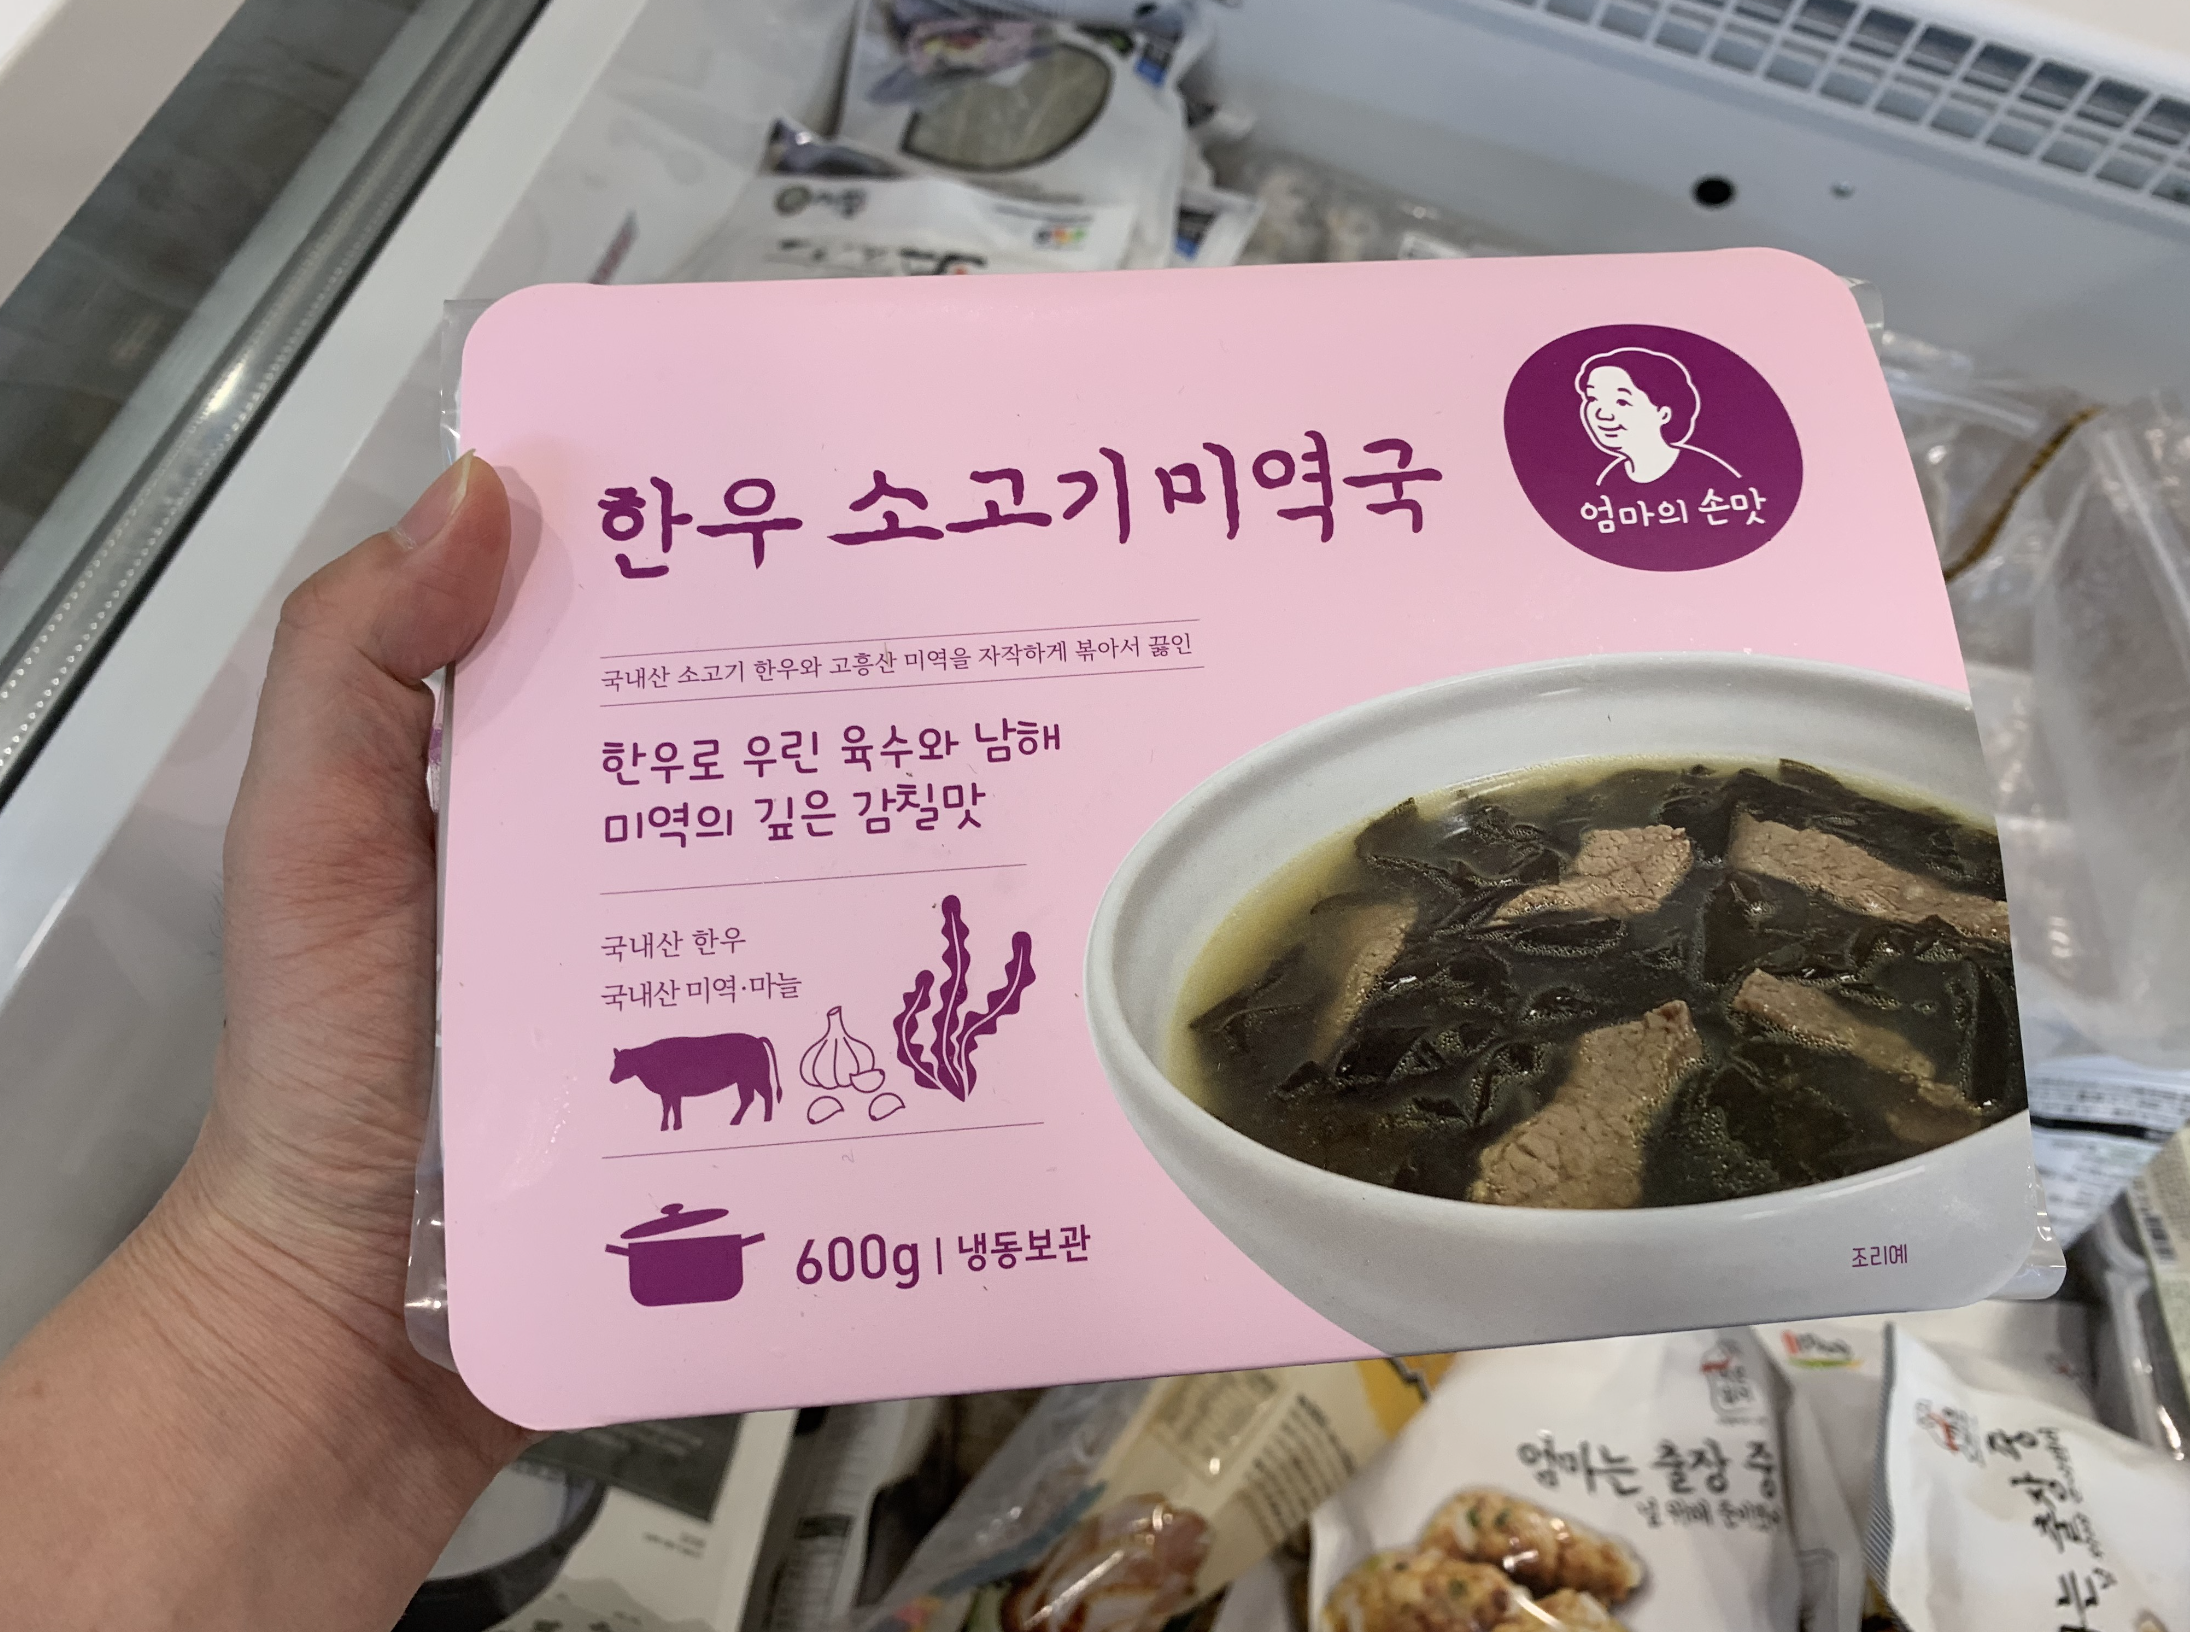 한우 소고기 미역국
엄마의 손맛
국내산 소고기 한우와 고흥산 미역을 자작하게 볶아서 끓인
한우로 우린 육수와 남해
미역의 깊은 감칠맛
국내산 한우
국내산 미역·마늘
600g | 냉동보관
조리예
엄마는 출장 중